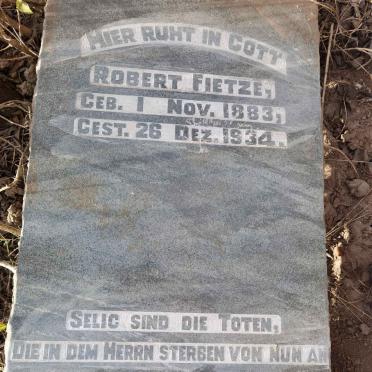 HIER RUHT IN GOTT
ROBERT FIETZE,
GEB. 1 NOV. 1883,
GEST. 26 DEZ. 1934.
SELIG SIND DIE TOTEN,
DIE IN DEM HERRN STERBEN VON NUN AN